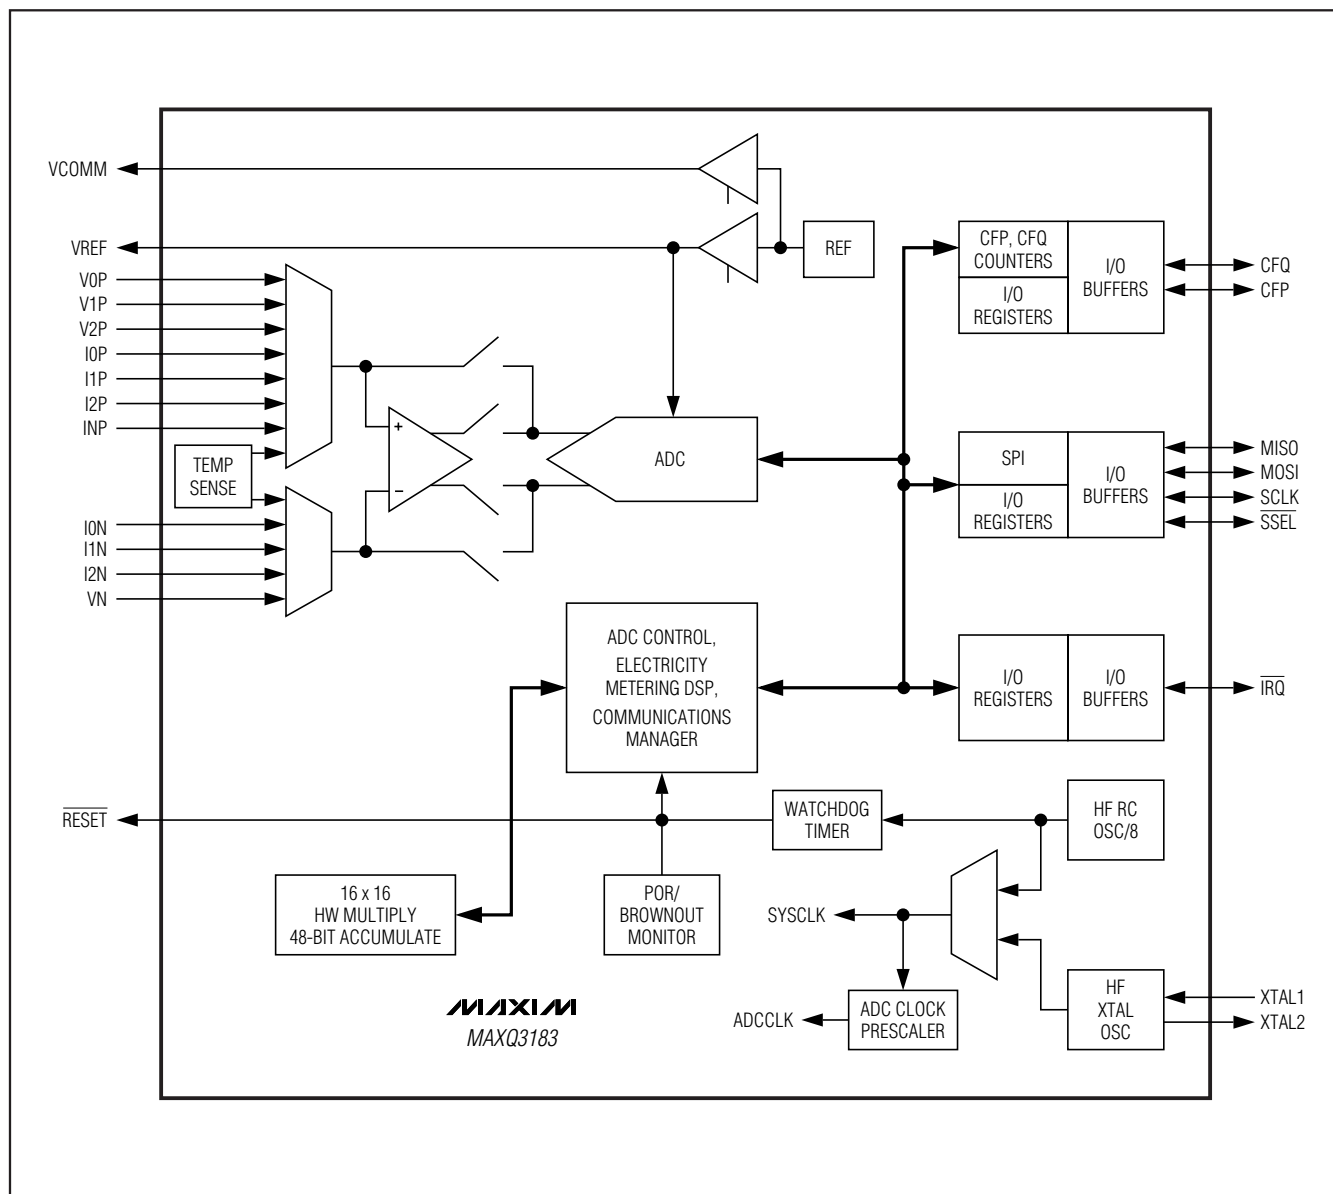 VCOMM
VREF
REF
V0P
V1P
V2P
I0P
I1P
I2P
INP
TEMP
SENSE
I0N
I1N
I2N
VN
+
−
ADC
CFP, CFQ
COUNTERS
I/O
REGISTERS
I/O
BUFFERS
CFQ
CFP
SPI
I/O
REGISTERS
I/O
BUFFERS
MISO
MOSI
SCLK
SSEL
ADC CONTROL,
ELECTRICITY
METERING DSP,
COMMUNICATIONS
MANAGER
I/O
REGISTERS
I/O
BUFFERS
IRQ
RESET
WATCHDOG
TIMER
HF RC
OSC/8
16 x 16
HW MULTIPLY
48-BIT ACCUMULATE
POR/
BROWNOUT
MONITOR
SYSCLK
ADCCLK
ADC CLOCK
PRESCALER
HF
XTAL
OSC
XTAL1
XTAL2
MAXIM
MAXQ3183